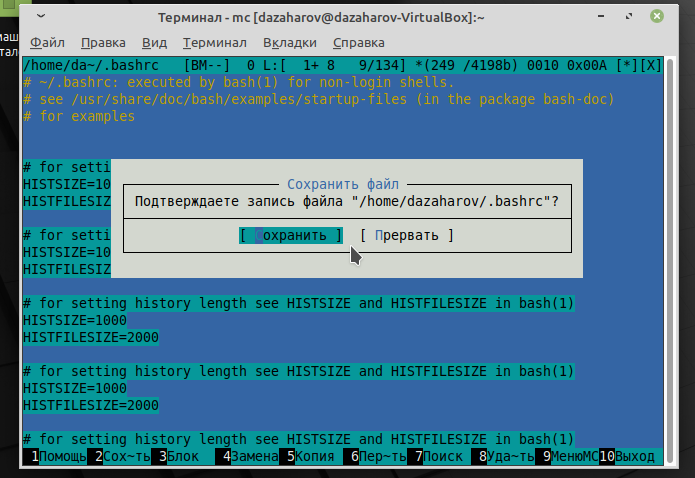 Терминал - mc [dazaharov@dazaharov-VirtualBox]:~
Файл Правка Вид Терминал Вкладки Справка
/home/da~/.bashrc [BM--] 0 L:[ 1+ 8 9/134] *(249 /4198b) 0010 0x00A [*][X]
# ~/.bashrc: executed by bash(1) for non-login shells.
# see /usr/share/doc/bash/examples/startup-files (in the package bash-doc)
# for examples
# for setti
HISTSIZE=10
HISTFILESIZ
Сохранить файл
Подтверждаете запись файла "/home/dazaharov/.bashrc"?
[ Сохранить ] [ Прервать ]
# for setti
HISTSIZE=10
HISTFILESIZ
# for setting history length see HISTSIZE and HISTFILESIZE in bash(1)
HISTSIZE=1000
HISTFILESIZE=2000
# for setting history length see HISTSIZE and HISTFILESIZE in bash(1)
HISTSIZE=1000
HISTFILESIZE=2000
# for setting history length see HISTSIZE and HISTFILESIZE in bash(1)
1Помощь 2Сох~ть 3Блок 4Замена 5Копия 6Пер~ть 7Поиск 8Уда~ть 9МенюМС 10Выход